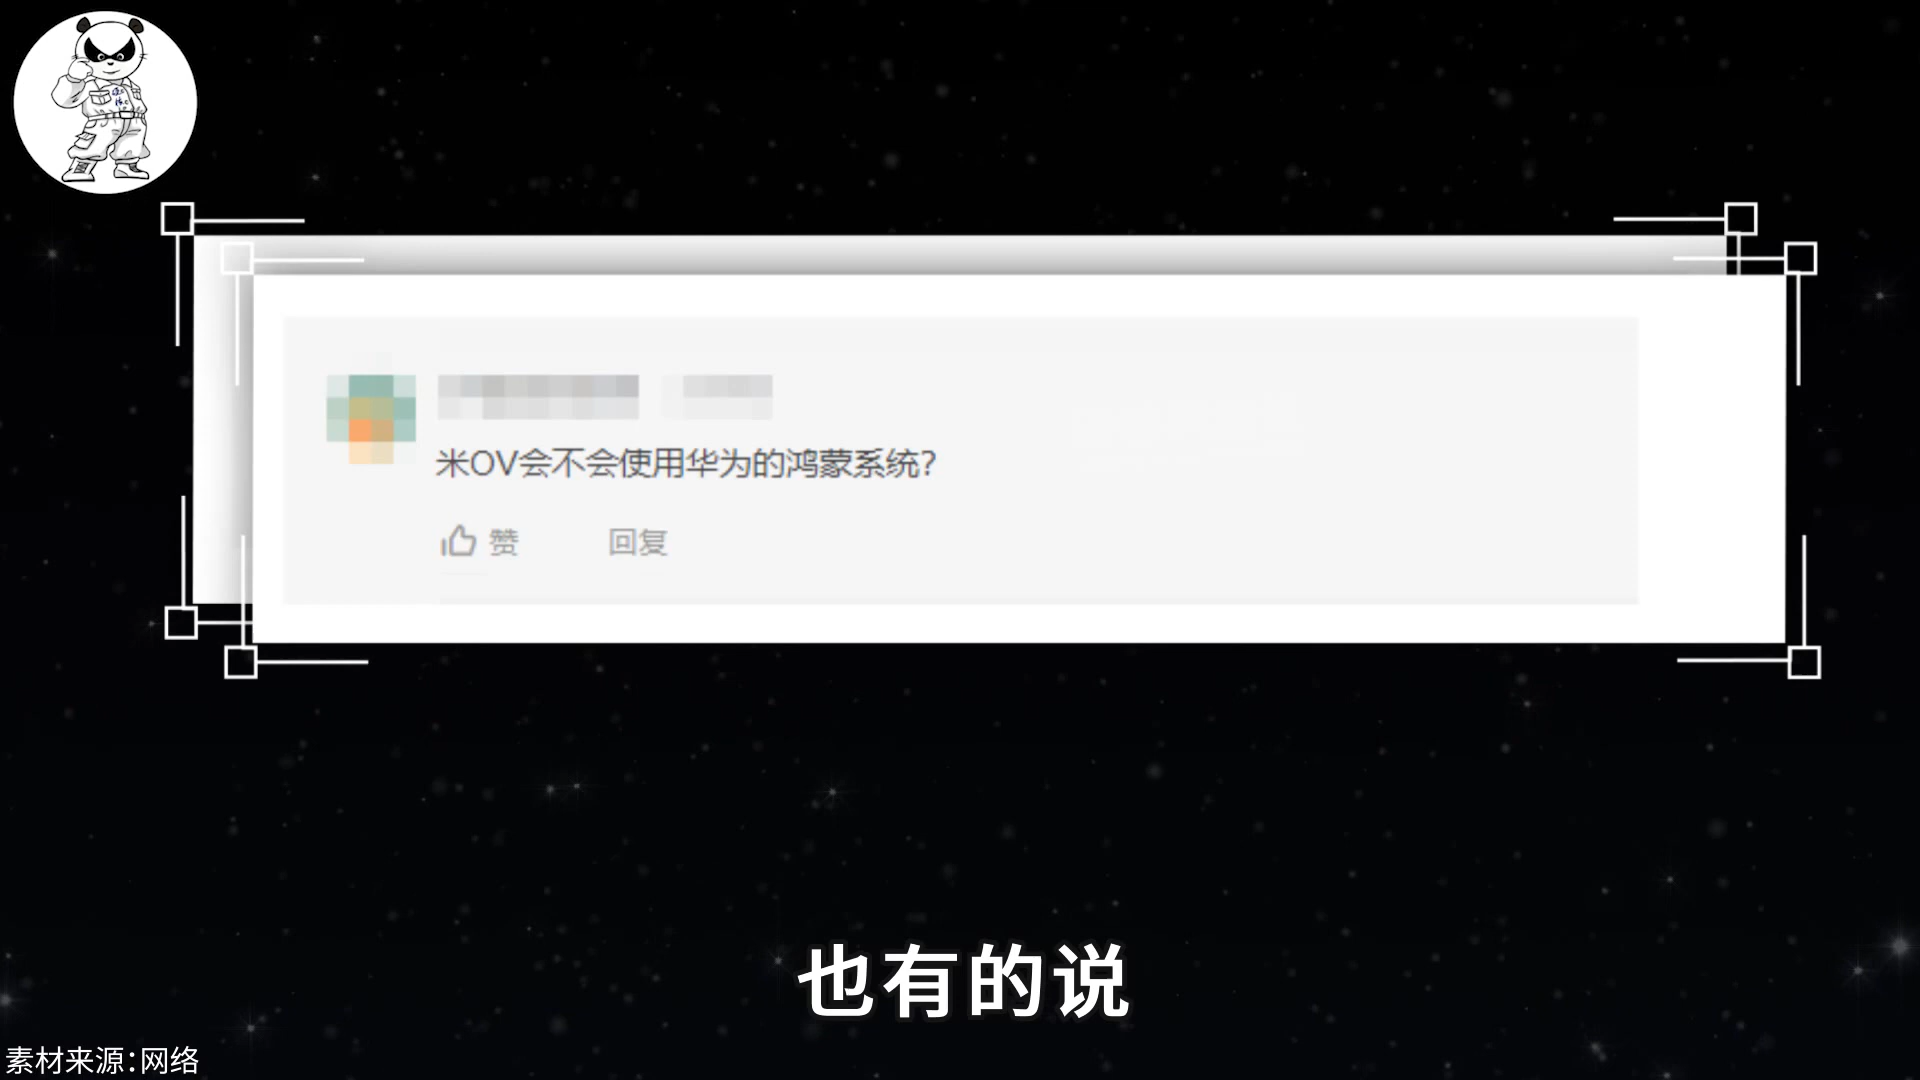 米OV会不会使用华为的鸿蒙系统?
赞 回复
也有的说
素材来源:网络